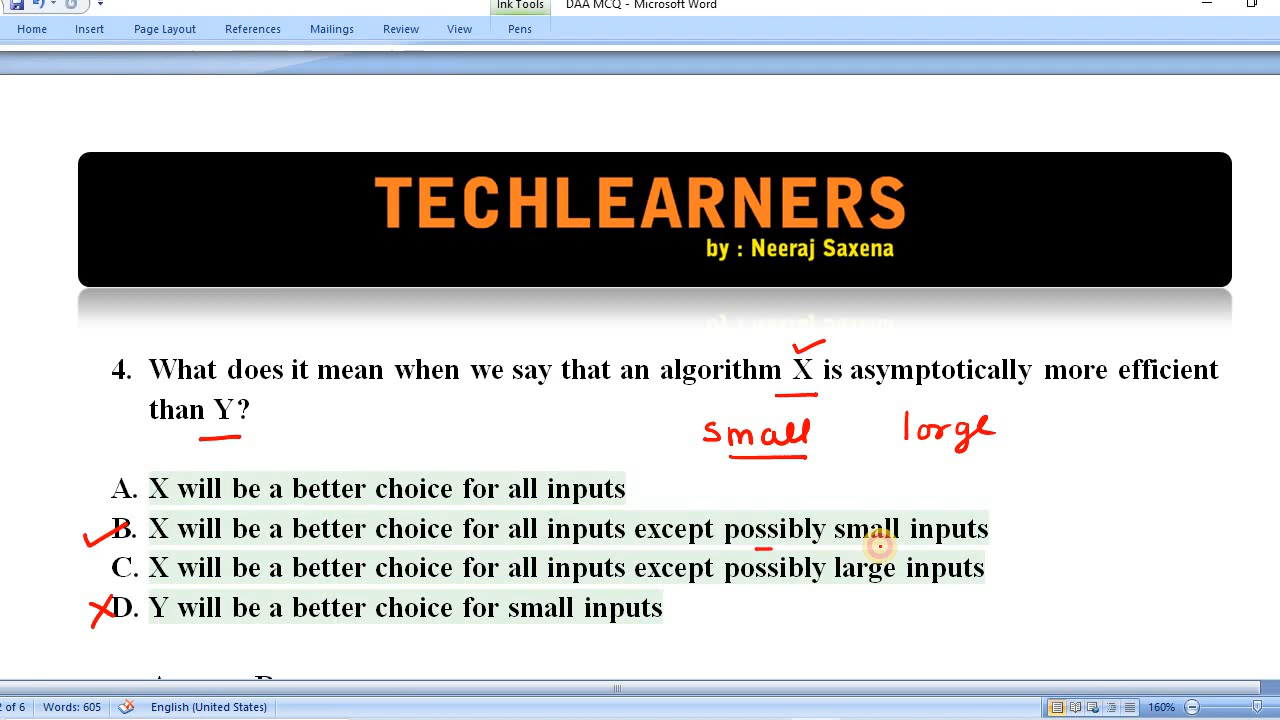 Ink Tools
DAA MCQ - Microsoft Word
Home Insert Page Layout References Mailings Review View Pens
TECHLEARNERS
by : Neeraj Saxena
4. What does it mean when we say that an algorithm X is asymptotically more efficient
than Y?
small large
A. X will be a better choice for all inputs
B. X will be a better choice for all inputs except possibly small inputs
C. X will be a better choice for all inputs except possibly large inputs
D. Y will be a better choice for small inputs
2 of 6 Words: 605 English (United States) 160%